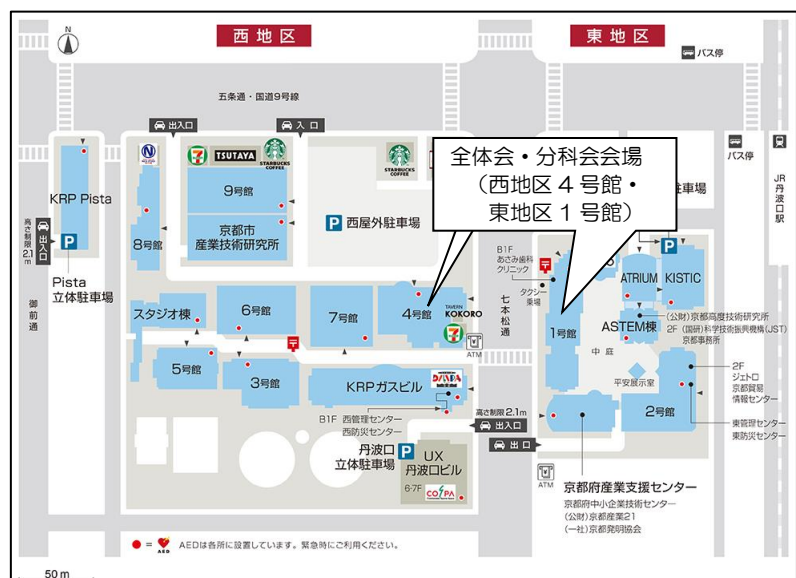 N
西地区
東地区
バス停
五条通・国道9号線
出入口
入口
TSUTAYA
STARBUCKS COFFEE
STARBUCKS COFFEE
全体会・分科会会場
（西地区４号館・
東地区１号館）
バス停
JR丹波口駅
車場
KRP Pista
高さ制限2.1m
出入口
P
Pista
立体駐車場
御前通
8号館
9号館
京都市
産業技術研究所
P 西屋外駐車場
P
B1F
あさみ歯科
クリニック
タクシー
乗場
ATRIUM
KISTIC
スタジオ棟
6号館
7号館
4号館
TAVERN
KOKORO
ATM
七本松通
1号館
ASTEM棟
(公財)京都高度技術研究所
2F (国研)科学技術振興機構(JST)
京都事務所
中庭
5号館
3号館
KRPガスビル
B1F 西管理センター
西防災センター
平安展示室
2号館
2F
ジェトロ
京都貿易
情報センター
東管理センター
東防災センター
高さ制限2.1m
出入口
出口
丹波口
立体駐車場
P
UX
丹波口ビル
6-7F
COSPA
ATM
京都府産業支援センター
京都府中小企業技術センター
(公財)京都産業21
(一社)京都発明協会
● = AED AEDは各所に設置しています。緊急時にご利用ください。
50m